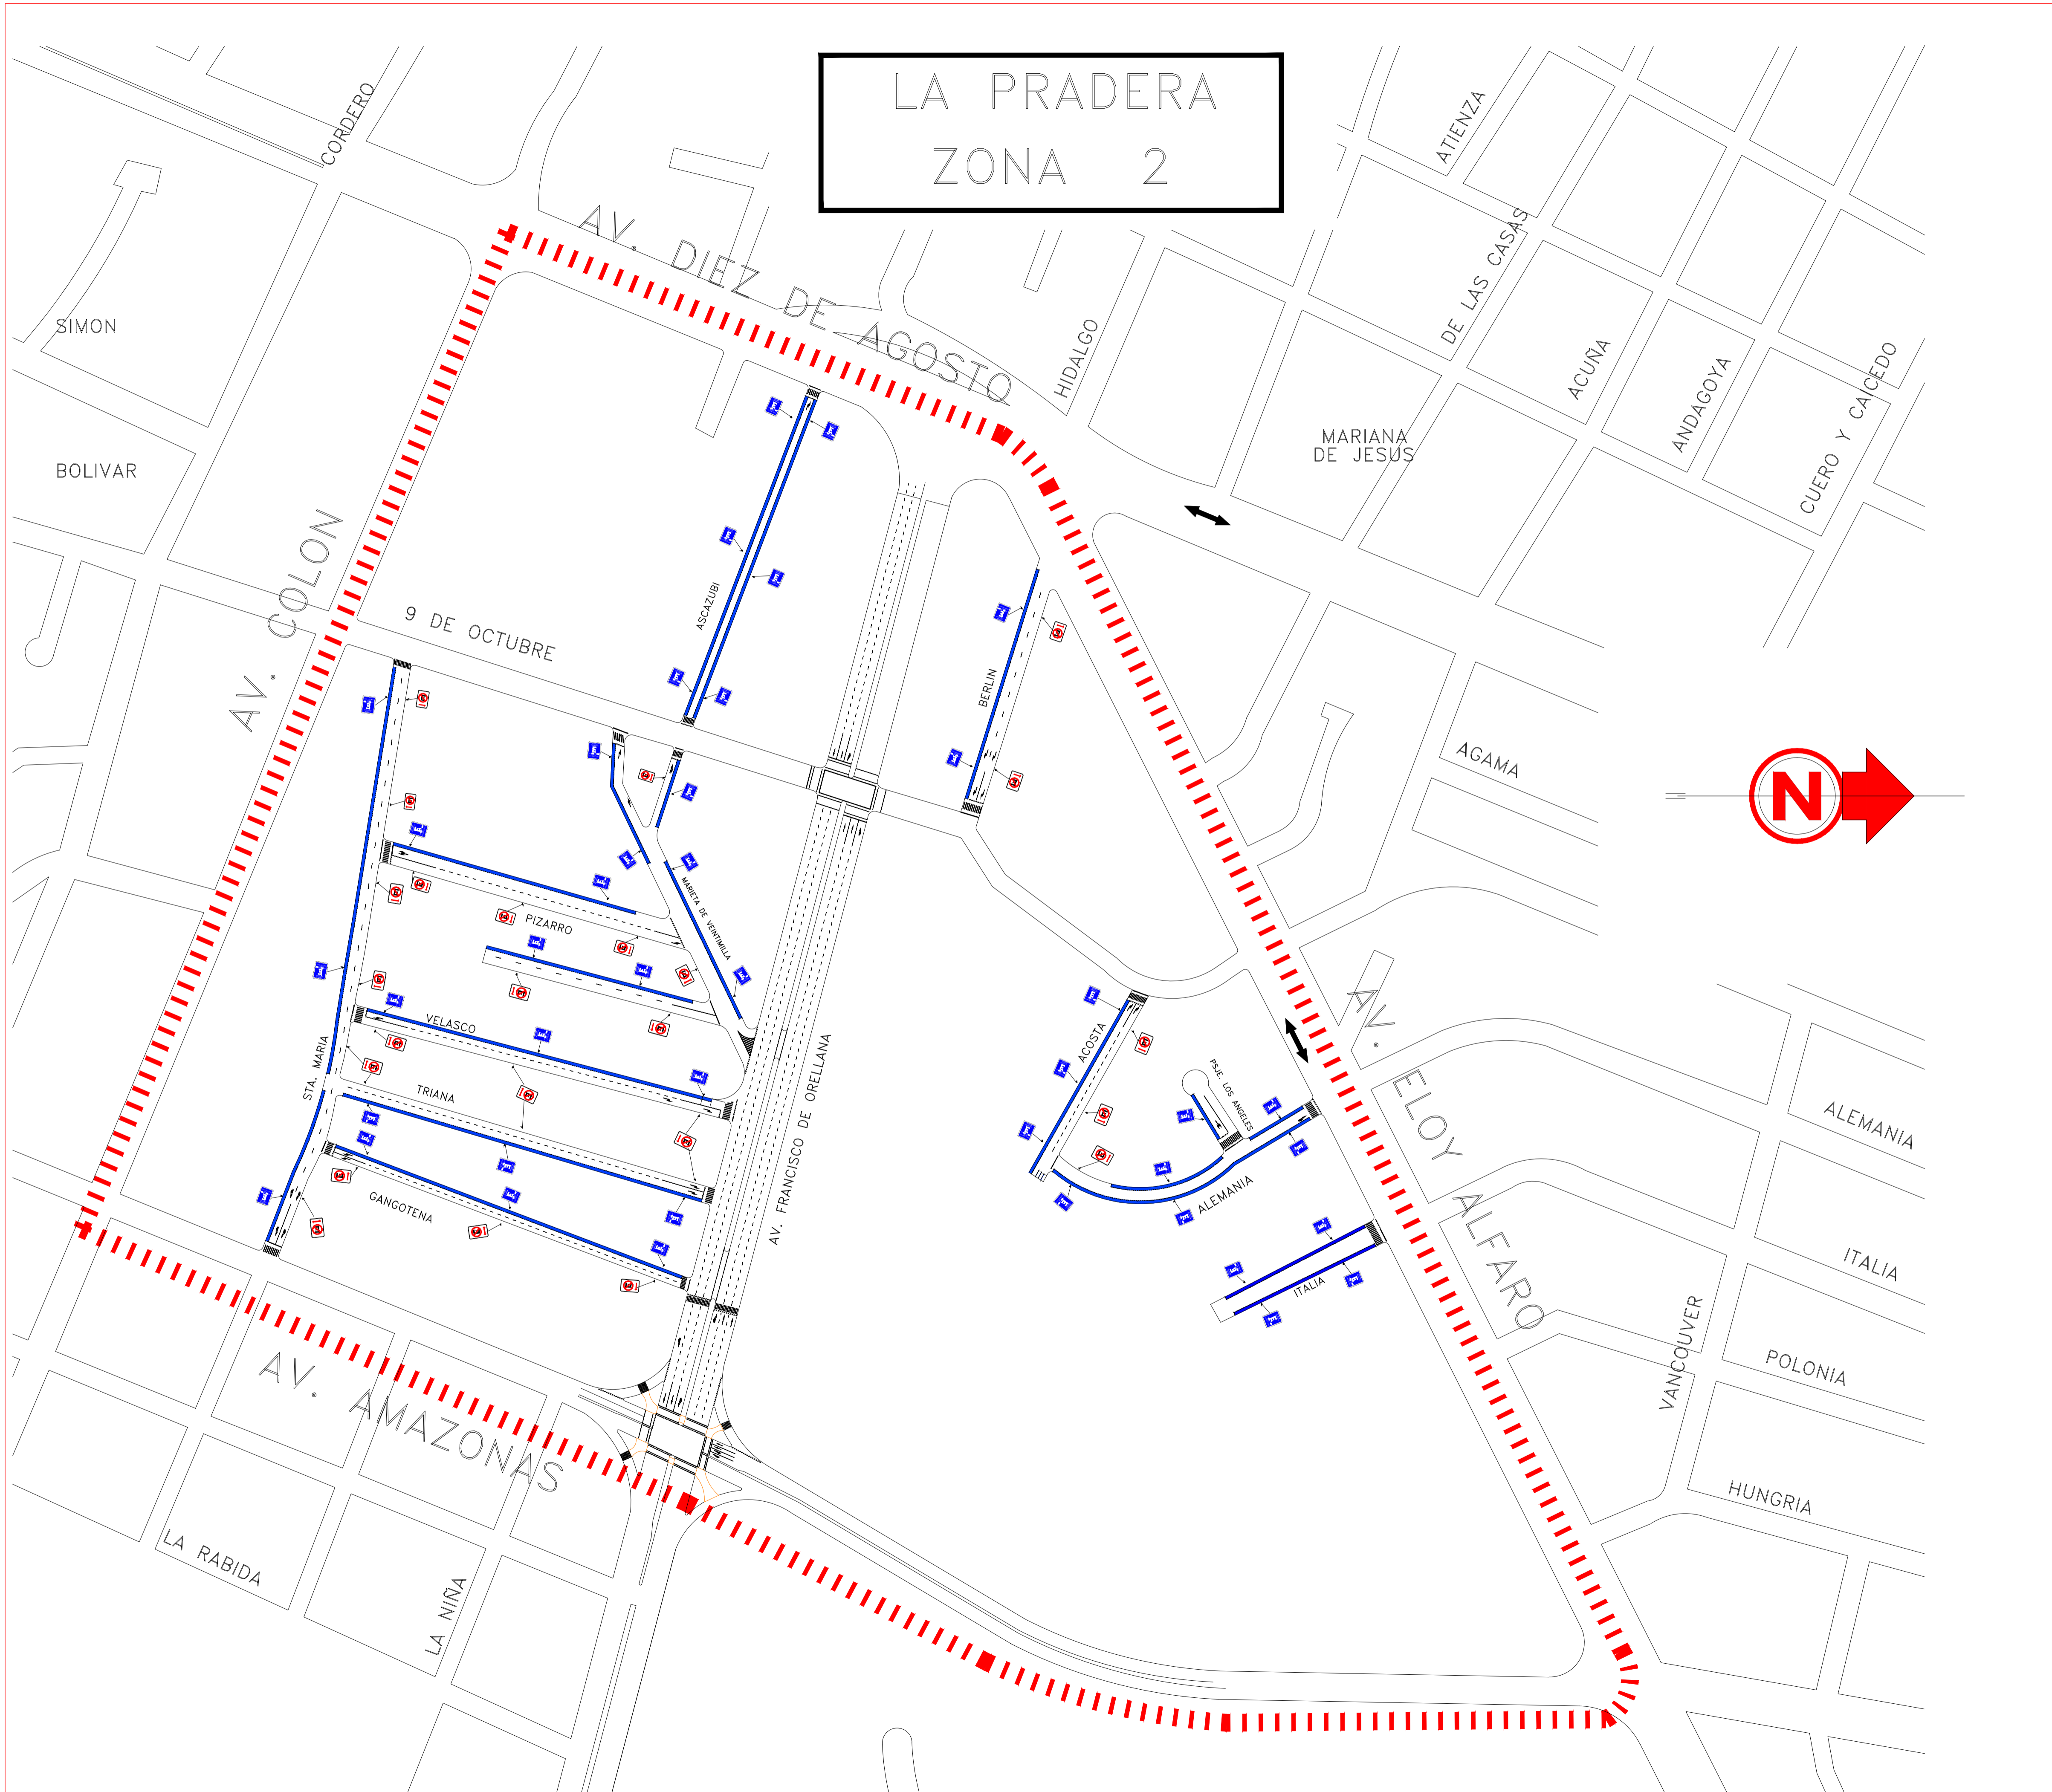 LA PRADERA
ZONA 2
CORDERO
ATIENZA
AV. DIEZ DE AGOSTO
DE LAS CASAS
SIMON
HIDALGO
ACUÑA
ANDAGOYA
CUERO Y CAICEDO
MARIANA
DE JESUS
BOLIVAR
AV. COLON
9 DE OCTUBRE
ASCAZUBI
BERLIN
AGAMA
N
MARIETA DE VEINTIMILLA
PIZARRO
VELASCO
STA. MARIA
TRIANA
GANGOTENA
AV. FRANCISCO DE ORELLANA
ACOSTA
PSJE. LOS ANGELES
ALEMANIA
ITALIA
AV. ELOY ALFARO
ALEMANIA
ITALIA
VANCOUVER
POLONIA
HUNGRIA
AV. AMAZONAS
LA RABIDA
LA NIÑA